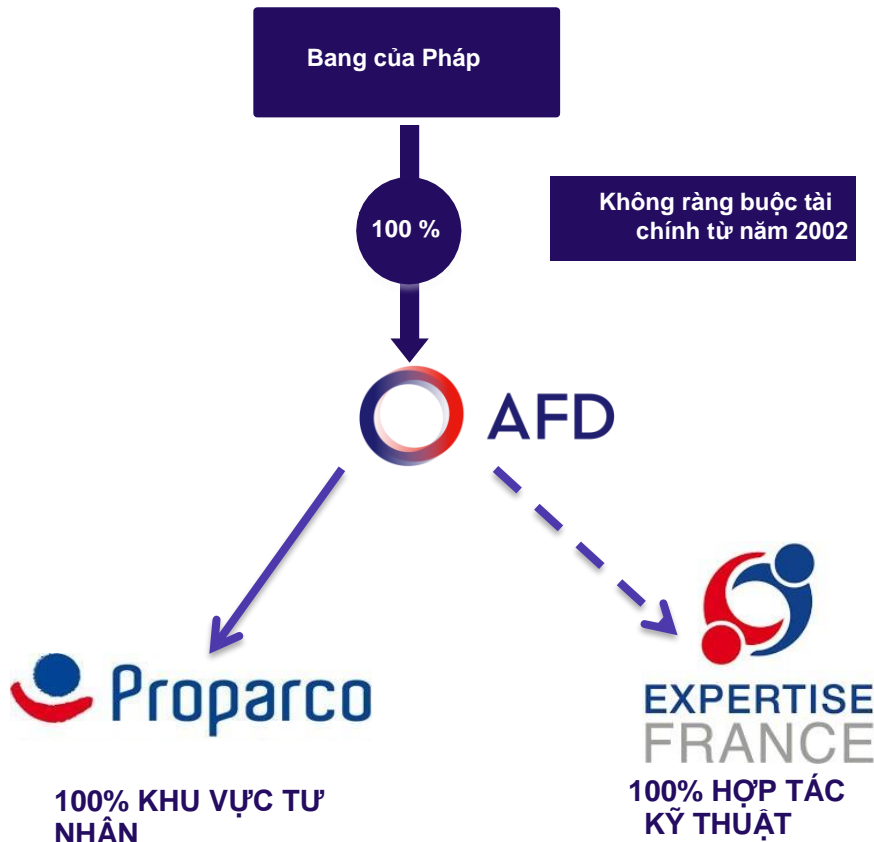 Bang của Pháp
100 %
Không ràng buộc tài
chính từ năm 2002
AFD
Proparco
EXPERTISE
FRANCE
100% KHU VỰC TƯ
NHÂN
100% HỢP TÁC
KỸ THUẬT